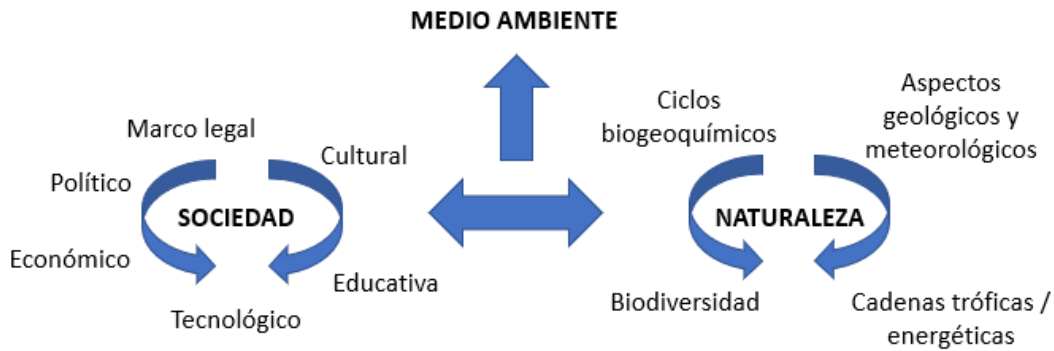 MEDIO AMBIENTE
Marco legal
Cultural
Político
SOCIEDAD
Económico
Educativa
Tecnológico
Ciclos
biogeoquímicos
Aspectos
geológicos y
meteorológicos
NATURALEZA
Biodiversidad
Cadenas tróficas /
energéticas